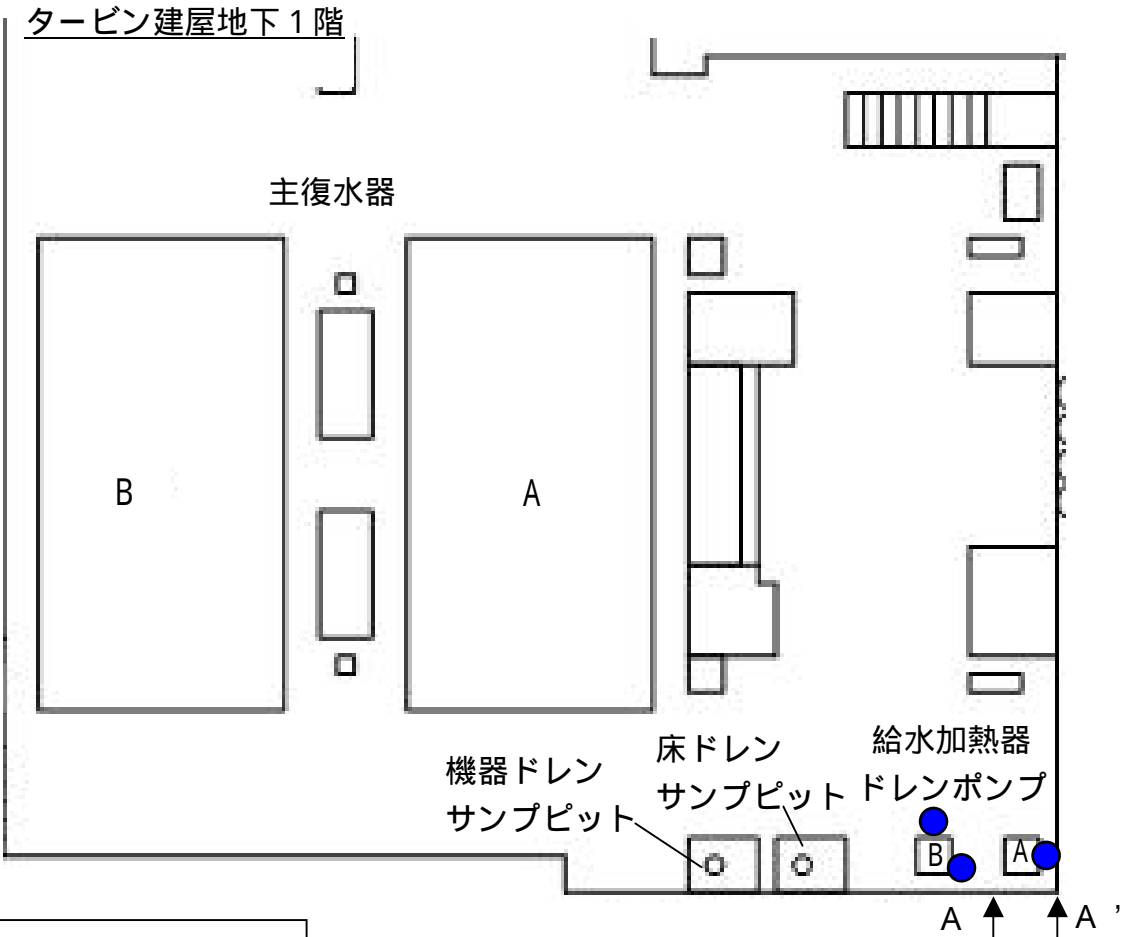 タービン建屋地下1階
主復水器
B
A
機器ドレン
サンプピット
床ドレン
サンプピット
給水加熱器
ドレンポンプ
B
A
A
A '